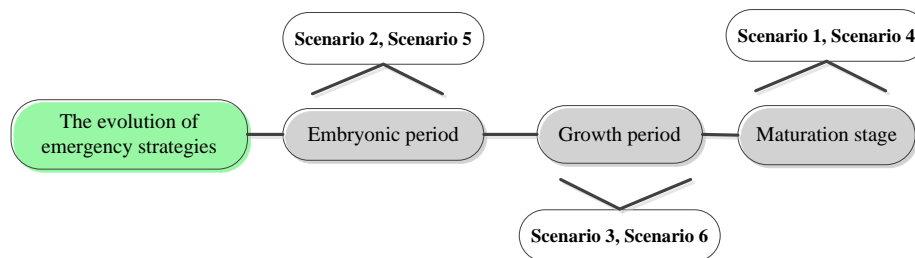 Scenario 2, Scenario 5
Scenario 1, Scenario 4
The evolution of
emergency strategies
Embryonic period
Growth period
Maturation stage
Scenario 3, Scenario 6